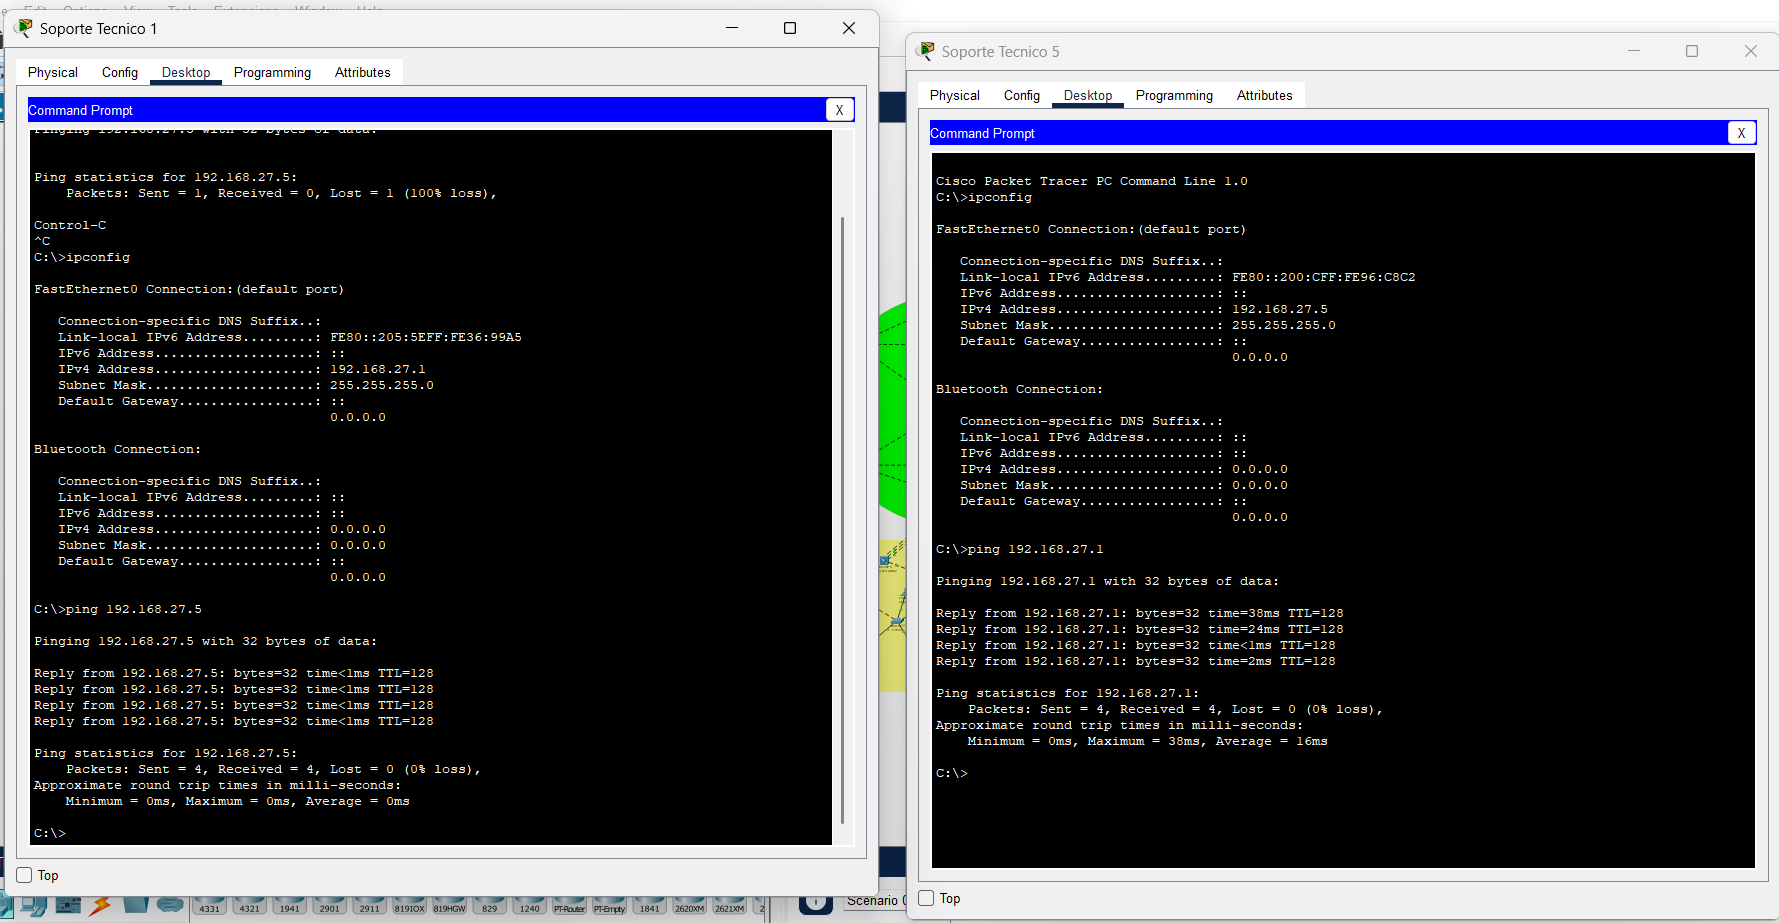 Edit Options View Tools Extensions Window Help
Soporte Tecnico 1
Physical Config Desktop Programming Attributes
Command Prompt X
Pinging 192.168.27.5 with 32 bytes of data:
Ping statistics for 192.168.27.5:
Packets: Sent = 1, Received = 0, Lost = 1 (100% loss),
Control-C
^C
C:\>ipconfig
FastEthernet0 Connection:(default port)
Connection-specific DNS Suffix..:
Link-local IPv6 Address.........: FE80::205:5EFF:FE36:99A5
IPv6 Address....................: ::
IPv4 Address....................: 192.168.27.1
Subnet Mask.....................: 255.255.255.0
Default Gateway.................: ::
0.0.0.0
Bluetooth Connection:
Connection-specific DNS Suffix..:
Link-local IPv6 Address.........: ::
IPv6 Address....................: ::
IPv4 Address....................: 0.0.0.0
Subnet Mask.....................: 0.0.0.0
Default Gateway.................: ::
0.0.0.0
C:\>ping 192.168.27.5
Pinging 192.168.27.5 with 32 bytes of data:
Reply from 192.168.27.5: bytes=32 time<1ms TTL=128
Reply from 192.168.27.5: bytes=32 time<1ms TTL=128
Reply from 192.168.27.5: bytes=32 time<1ms TTL=128
Reply from 192.168.27.5: bytes=32 time<1ms TTL=128
Ping statistics for 192.168.27.5:
Packets: Sent = 4, Received = 4, Lost = 0 (0% loss),
Approximate round trip times in milli-seconds:
Minimum = 0ms, Maximum = 0ms, Average = 0ms
C:\>
Top
Soporte Tecnico 5
Physical Config Desktop Programming Attributes
Command Prompt X
Cisco Packet Tracer PC Command Line 1.0
C:\>ipconfig
FastEthernet0 Connection:(default port)
Connection-specific DNS Suffix..:
Link-local IPv6 Address.........: FE80::200:CFF:FE96:C8C2
IPv6 Address....................: ::
IPv4 Address....................: 192.168.27.5
Subnet Mask.....................: 255.255.255.0
Default Gateway.................: ::
0.0.0.0
Bluetooth Connection:
Connection-specific DNS Suffix..:
Link-local IPv6 Address.........: ::
IPv6 Address....................: ::
IPv4 Address....................: 0.0.0.0
Subnet Mask.....................: 0.0.0.0
Default Gateway.................: ::
0.0.0.0
C:\>ping 192.168.27.1
Pinging 192.168.27.1 with 32 bytes of data:
Reply from 192.168.27.1: bytes=32 time=38ms TTL=128
Reply from 192.168.27.1: bytes=32 time=24ms TTL=128
Reply from 192.168.27.1: bytes=32 time<1ms TTL=128
Reply from 192.168.27.1: bytes=32 time=2ms TTL=128
Ping statistics for 192.168.27.1:
Packets: Sent = 4, Received = 4, Lost = 0 (0% loss),
Approximate round trip times in milli-seconds:
Minimum = 0ms, Maximum = 38ms, Average = 16ms
C:\>
Top
4331 4321 1941 2901 2911 819IOX 819HGW 829 1240 PT-Router PT-Empty 1841 2620XM 2621XM 2
Scenario